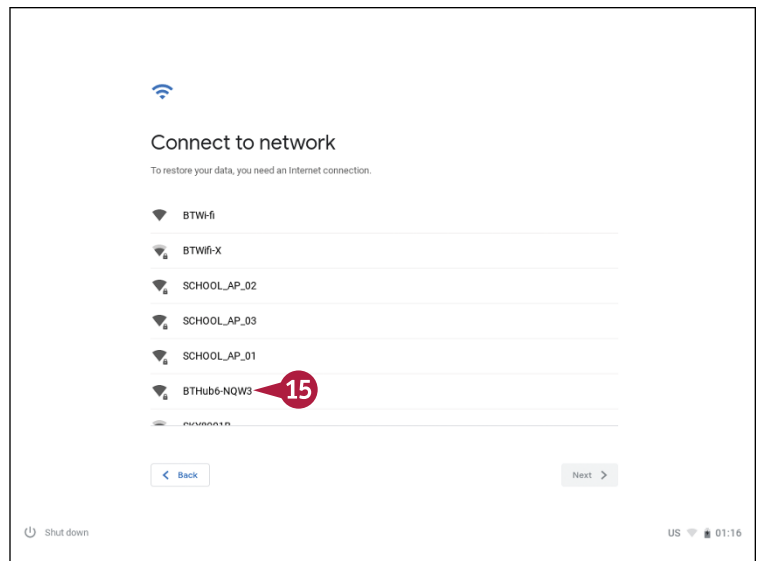 Connect to network
To restore your data, you need an Internet connection.
BTWi-fi
BTWifi-X
SCHOOL_AP_02
SCHOOL_AP_03
SCHOOL_AP_01
BTHub6-NQW3 15
Back
Next
Shut down
US 01:16